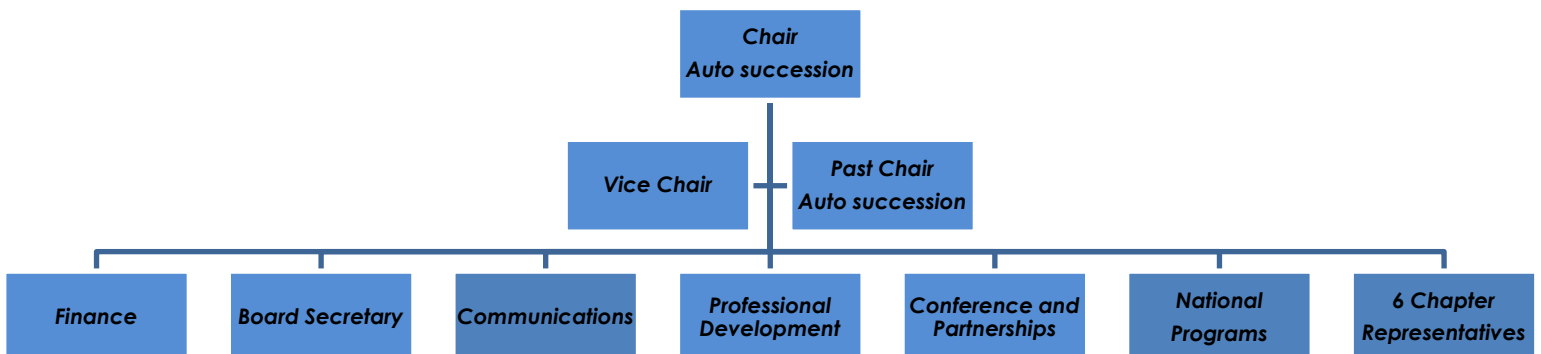 Chair
Auto succession
Vice Chair
Past Chair
Auto succession
Finance
Board Secretary
Communications
Professional
Development
Conference and
Partnerships
National
Programs
6 Chapter
Representatives